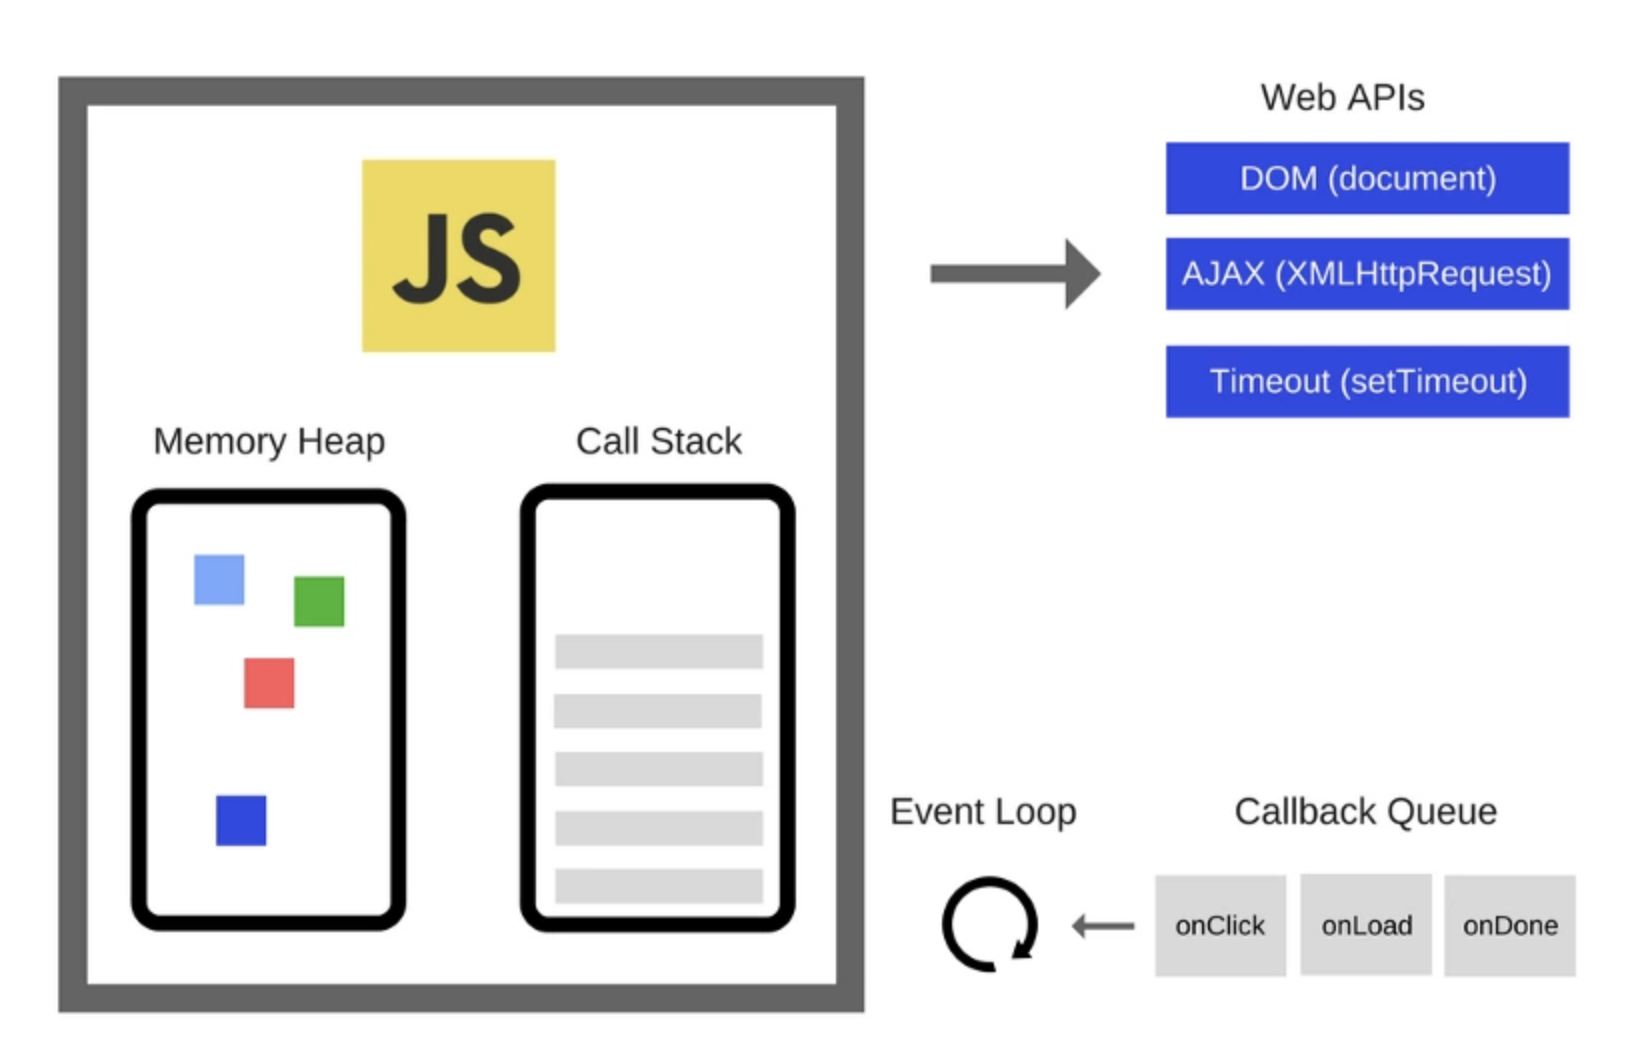 JS
Memory Heap
Call Stack
Web APIs
DOM (document)
AJAX (XMLHttpRequest)
Timeout (setTimeout)
Event Loop
Callback Queue
onClick
onLoad
onDone